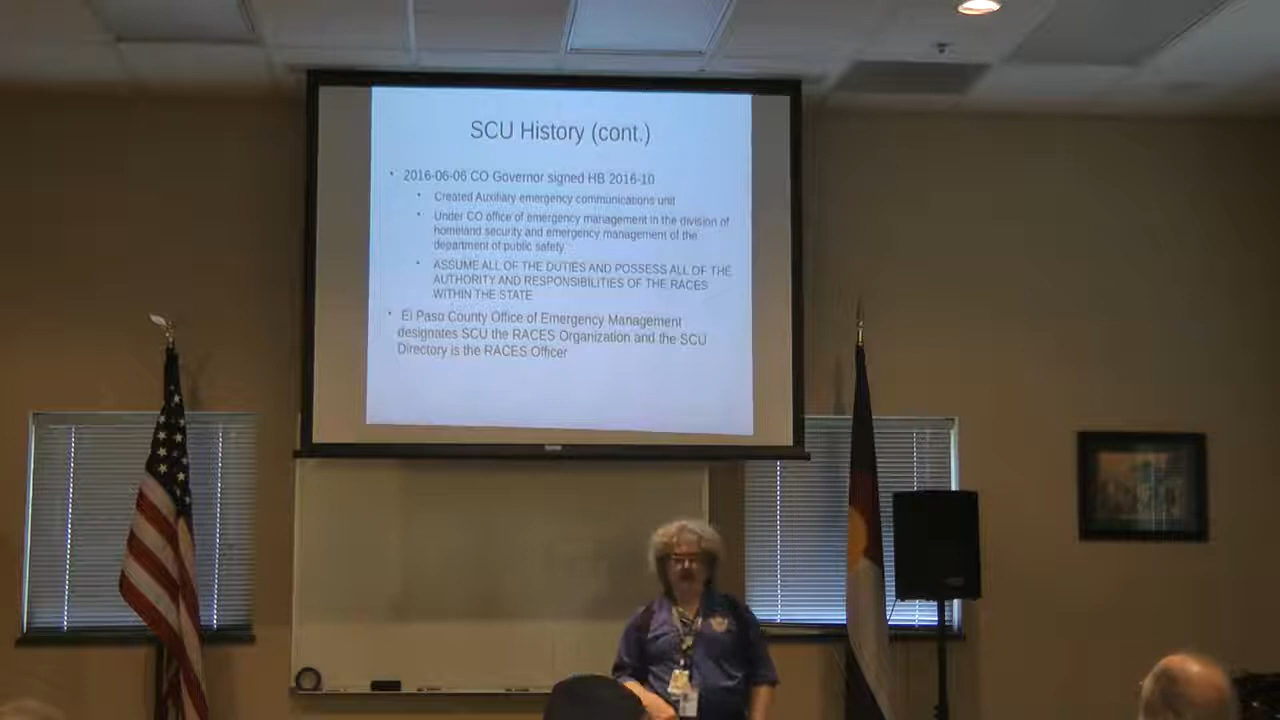 SCU History (cont.)
2016-06-06 CO Governor signed HB 2016-10
Created Auxiliary emergency communications unit
Under CO office of emergency management in the division of
homeland security and emergency management of the
department of public safety.
ASSUME ALL OF THE DUTIES AND POSSESS ALL OF THE
AUTHORITY AND RESPONSIBILITIES OF THE RACES
WITHIN THE STATE
El Paso County Office of Emergency Management
designates SCU the RACES Organization and the SCU
Directory is the RACES Officer